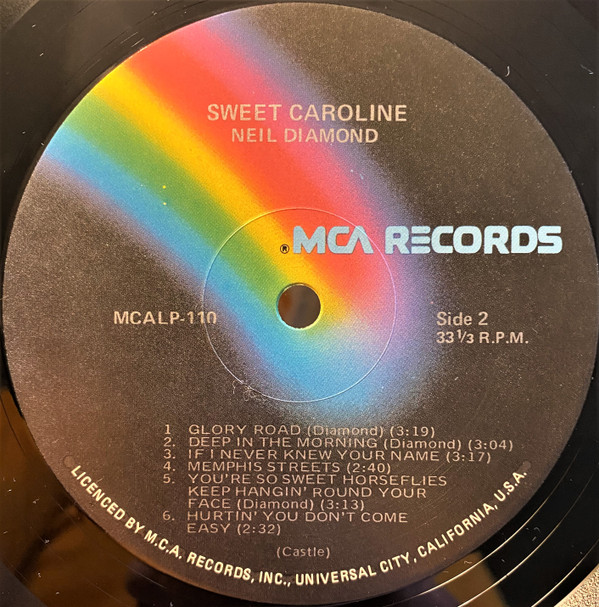 SWEET CAROLINE
NEIL DIAMOND
® MCA RECORDS
MCALP-110
Side 2
33 1/3 R.P.M.
1 GLORY ROAD (Diamond) (3:19)
2. DEEP IN THE MORNING (Diamond) (3:04)
3. IF I NEVER KNEW YOUR NAME (3:17)
4. MEMPHIS STREETS (2:40)
5. YOU'RE SO SWEET HORSEFLIES
KEEP HANGIN' ROUND YOUR
FACE (Diamond) (3:13)
6. HURTIN' YOU DON'T COME
EASY (2:32)
(Castle)
LICENCED BY M.C.A. RECORDS, INC., UNIVERSAL CITY, CALIFORNIA, U.S.A.